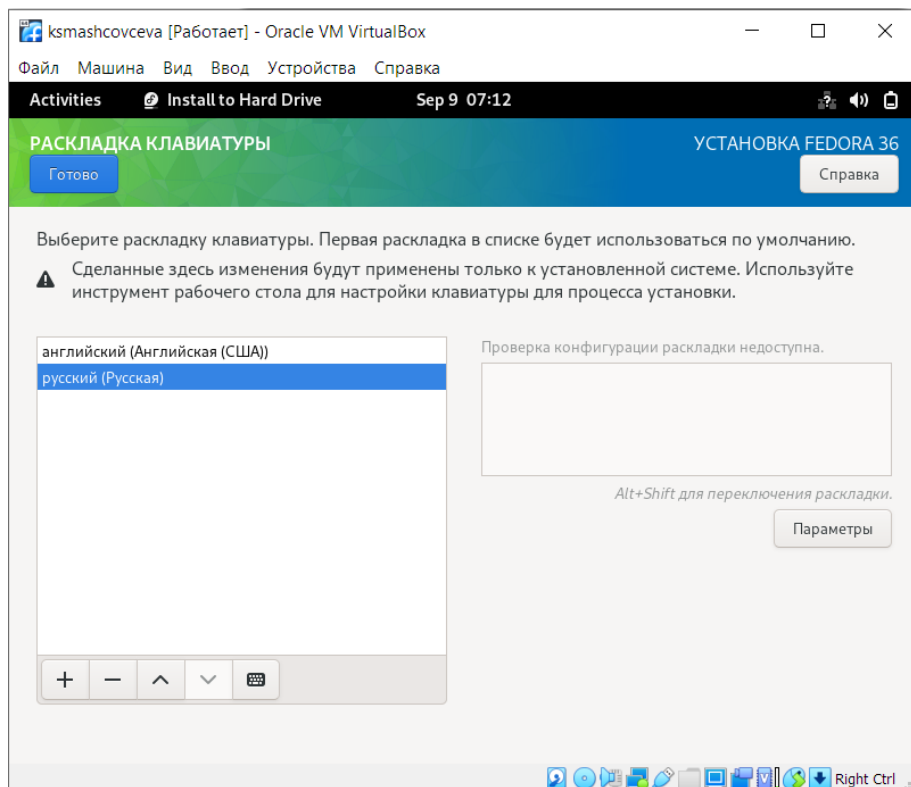 ksmashcovceva [Работает] - Oracle VM VirtualBox
Файл Машина Вид Ввод Устройства Справка
Activities Install to Hard Drive Sep 9 07:12
РАСКЛАДКА КЛАВИАТУРЫ
УСТАНОВКА FEDORA 36
Готово
Справка
Выберите раскладку клавиатуры. Первая раскладка в списке будет использоваться по умолчанию.
Сделанные здесь изменения будут применены только к установленной системе. Используйте
инструмент рабочего стола для настройки клавиатуры для процесса установки.
английский (Английская (США))
русский (Русская)
Проверка конфигурации раскладки недоступна.
Alt+Shift для переключения раскладки.
Параметры
Right Ctrl